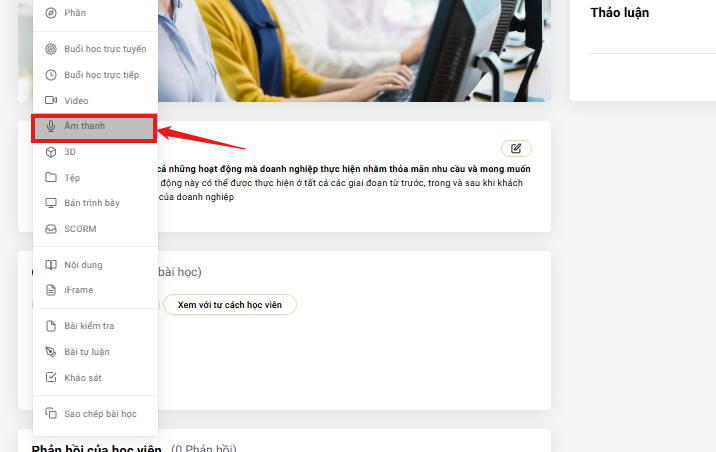 Phần
Thảo luận
Buổi học trực tuyến
Buổi học trực tiếp
Video
Âm thanh
3D
Tệp
Bản trình bày
SCORM
Nội dung
iFrame
Bài kiểm tra
Bài tự luận
Khảo sát
Sao chép bài học
cả những hoạt động mà doanh nghiệp thực hiện nhằm thỏa mãn nhu cầu và mong muốn
động này có thể được thực hiện ở tất cả các giai đoạn từ trước, trong và sau khi khách
của doanh nghiệp
bài học)
Xem với tư cách học viên
Phản hồi của học viên (0 Phản hồi)